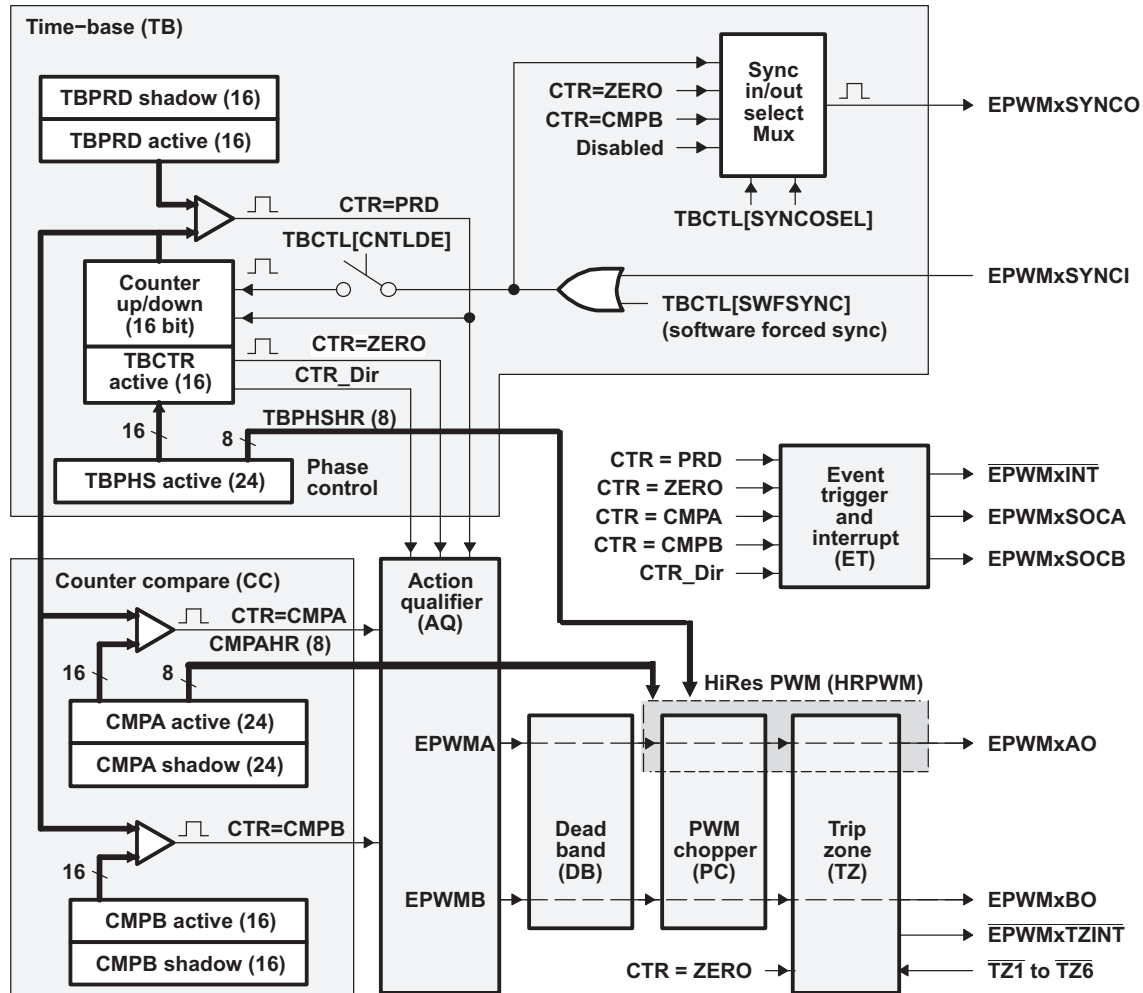 Time−base (TB)
TBPRD shadow (16)
TBPRD active (16)
CTR=ZERO
CTR=CMPB
Disabled
Sync
in/out
select
Mux
EPWMxSYNCO
TBCTL[SYNCOSEL]
CTR=PRD
TBCTL[CNTLDE]
EPWMxSYNCI
Counter
up/down
(16 bit)
TBCTL[SWFSYNC]
(software forced sync)
TBCTR
active (16)
CTR=ZERO
CTR_Dir
16
8
TBPHSHR (8)
TBPHS active (24)
Phase
control
CTR = PRD
CTR = ZERO
CTR = CMPA
CTR = CMPB
CTR_Dir
Event
trigger
and
interrupt
(ET)
EPWMxINT
EPWMxSOCA
EPWMxSOCB
Counter compare (CC)
Action
qualifier
(AQ)
CTR=CMPA
CMPAHR (8)
16
8
CMPA active (24)
CMPA shadow (24)
HiRes PWM (HRPWM)
EPWMA
EPWMxAO
CTR=CMPB
16
CMPB active (16)
CMPB shadow (16)
Dead
band
(DB)
PWM
chopper
(PC)
Trip
zone
(TZ)
EPWMB
EPWMxBO
EPWMxTZINT
CTR = ZERO
TZ1 to TZ6